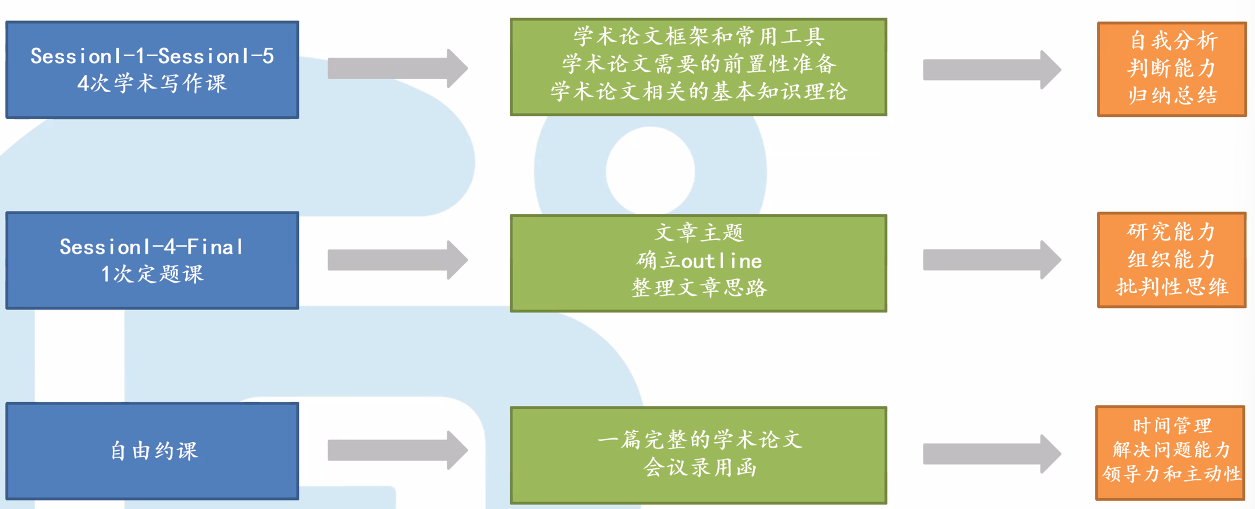 SessionⅠ-1-SessionⅠ-5
4次学术写作课
学术论文框架和常用工具
学术论文需要的前置性准备
学术论文相关的基本知识理论
自我分析
判断能力
归纳总结
SessionⅠ-4-Final
1次定题课
文章主题
确立outline
整理文章思路
研究能力
组织能力
批判性思维
自由约课
一篇完整的学术论文
会议录用函
时间管理
解决问题能力
领导力和主动性